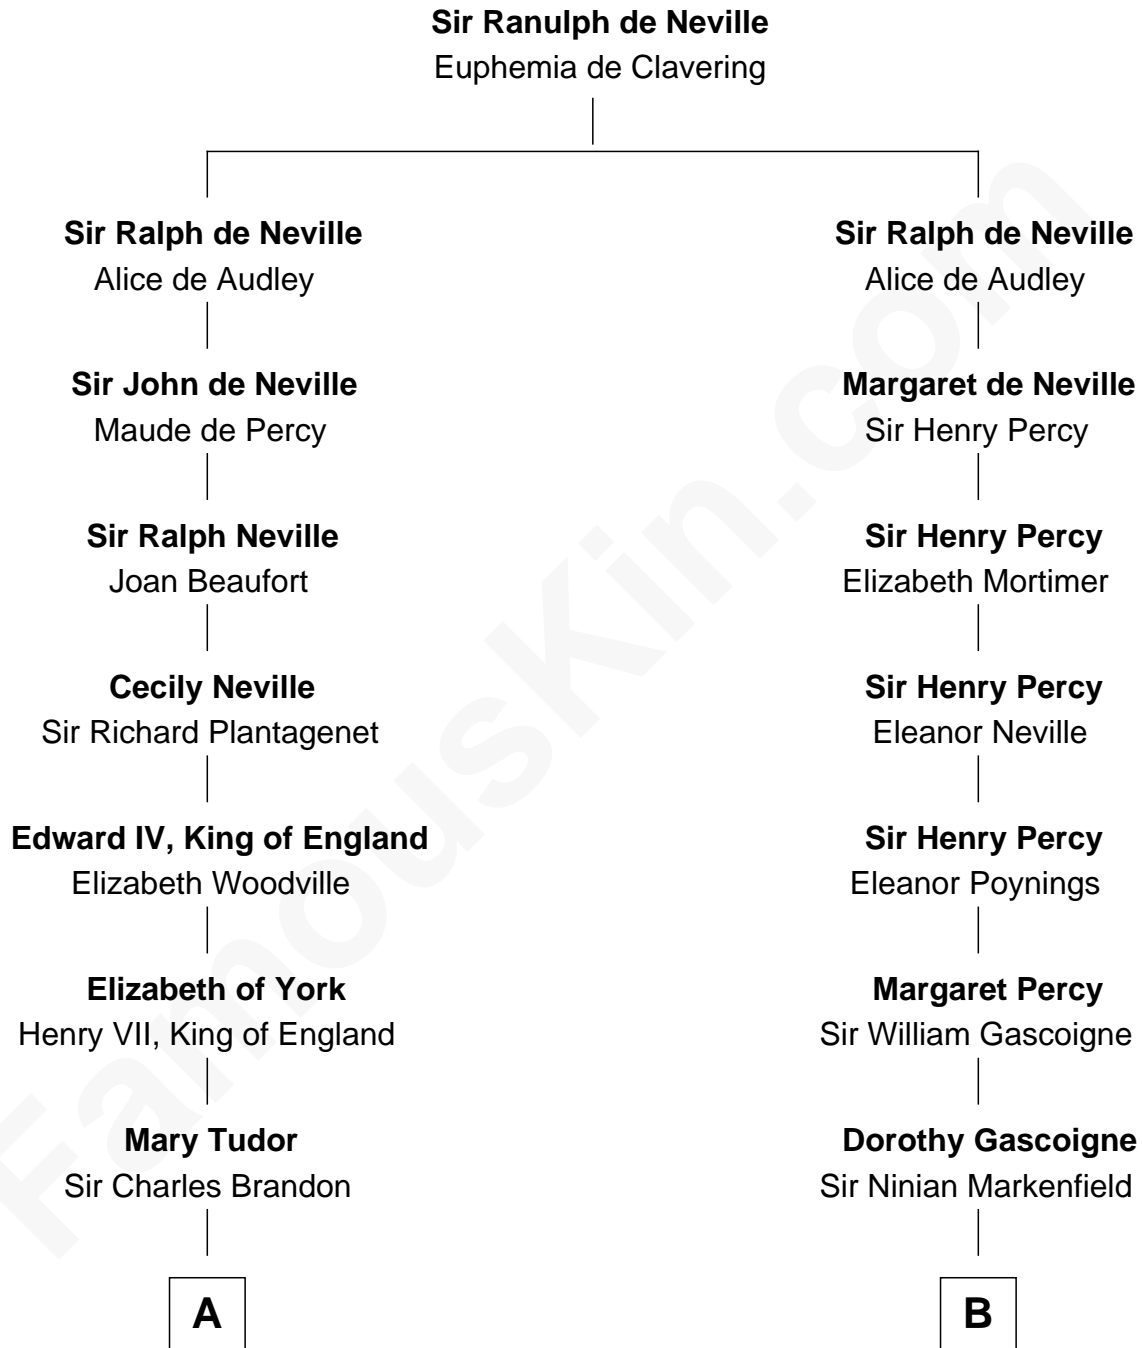 Sir Ranulph de Neville
Euphemia de Clavering
Sir Ralph de Neville
Alice de Audley
Sir John de Neville
Maude de Percy
Sir Ralph Neville
Joan Beaufort
Cecily Neville
Sir Richard Plantagenet
Edward IV, King of England
Elizabeth Woodville
Elizabeth of York
Henry VII, King of England
Mary Tudor
Sir Charles Brandon
A
Sir Ralph de Neville
Alice de Audley
Margaret de Neville
Sir Henry Percy
Sir Henry Percy
Elizabeth Mortimer
Sir Henry Percy
Eleanor Neville
Sir Henry Percy
Eleanor Poynings
Margaret Percy
Sir William Gascoigne
Dorothy Gascoigne
Sir Ninian Markenfield
B
FamousKin.com